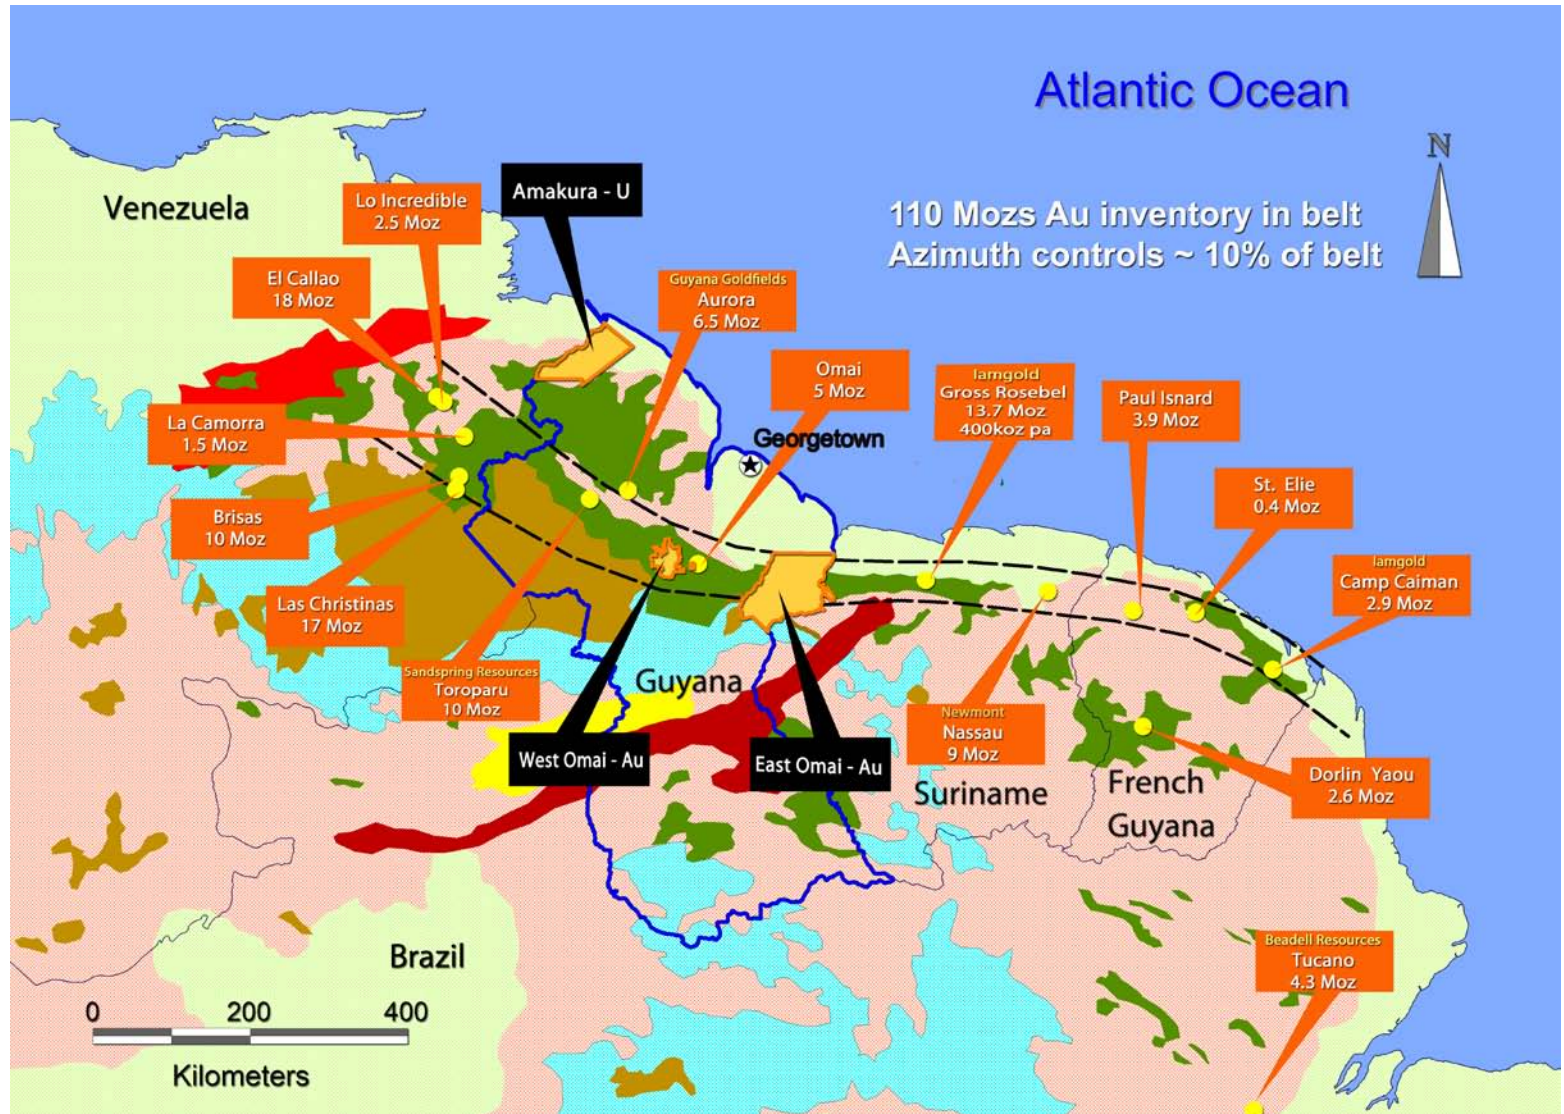 Atlantic Ocean
N
110 Mozs Au inventory in belt
Azimuth controls ~ 10% of belt
Venezuela
Lo Incredible
2.5 Moz
Amakura - U
El Callao
18 Moz
Guyana Goldfields
Aurora
6.5 Moz
Omai
5 Moz
Iamgold
Gross Rosebel
13.7 Moz
400koz pa
Paul Isnard
3.9 Moz
La Camorra
1.5 Moz
Georgetown
St. Elie
0.4 Moz
Brisas
10 Moz
Iamgold
Camp Caiman
2.9 Moz
Las Christinas
17 Moz
Sandspring Resources
Toroparu
10 Moz
Guyana
Newmont
Nassau
9 Moz
West Omai - Au
East Omai - Au
Suriname
French
Guyana
Dorlin Yaou
2.6 Moz
Brazil
Beadell Resources
Tucano
4.3 Moz
0 200 400
Kilometers